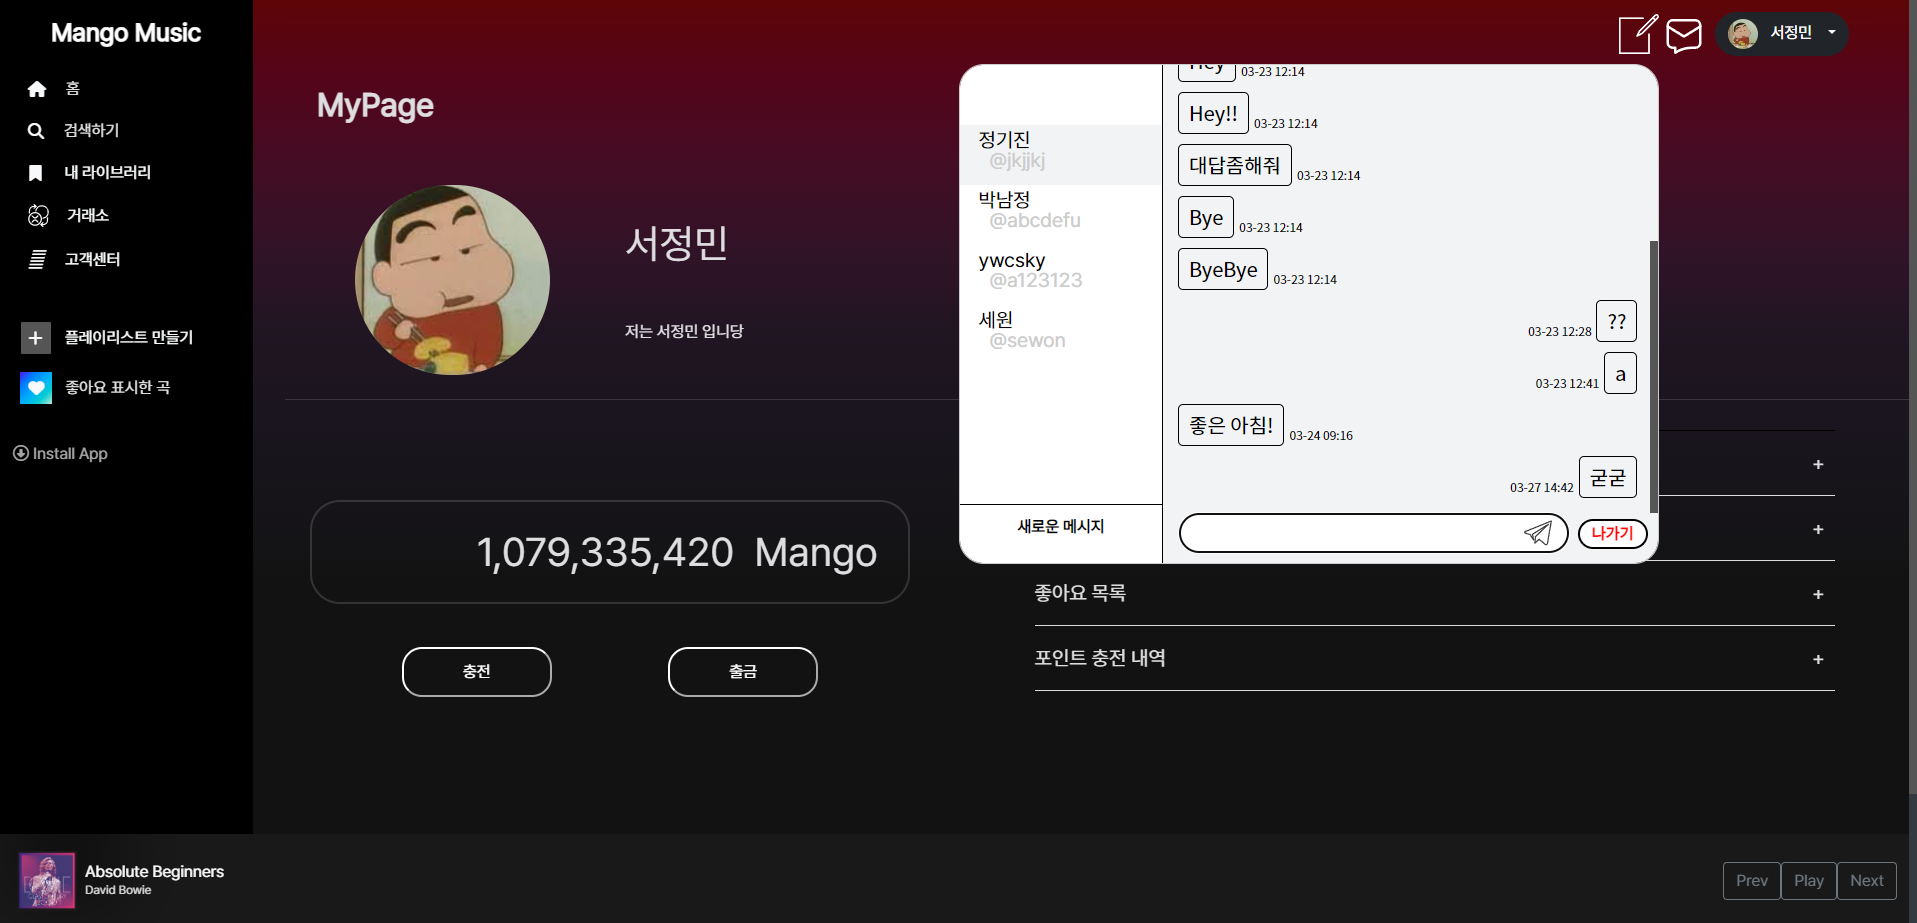 Mango Music
홈
검색하기
내 라이브러리
거래소
고객센터
플레이리스트 만들기
좋아요 표시한 곡
Install App
서정민
MyPage
서정민
저는 서정민 입니당
1,079,335,420 Mango
충전
출금
정기진
@jkjjkj
박남정
@abcdefu
ywcsky
@a123123
세원
@sewon
새로운 메시지
Hey 03-23 12:14
Hey!! 03-23 12:14
대답좀해줘 03-23 12:14
Bye 03-23 12:14
ByeBye 03-23 12:14
03-23 12:28 ??
03-23 12:41 a
좋은 아침! 03-24 09:16
03-27 14:42 굳굳
나가기
+
+
좋아요 목록 +
포인트 충전 내역 +
Absolute Beginners
David Bowie
Prev Play Next